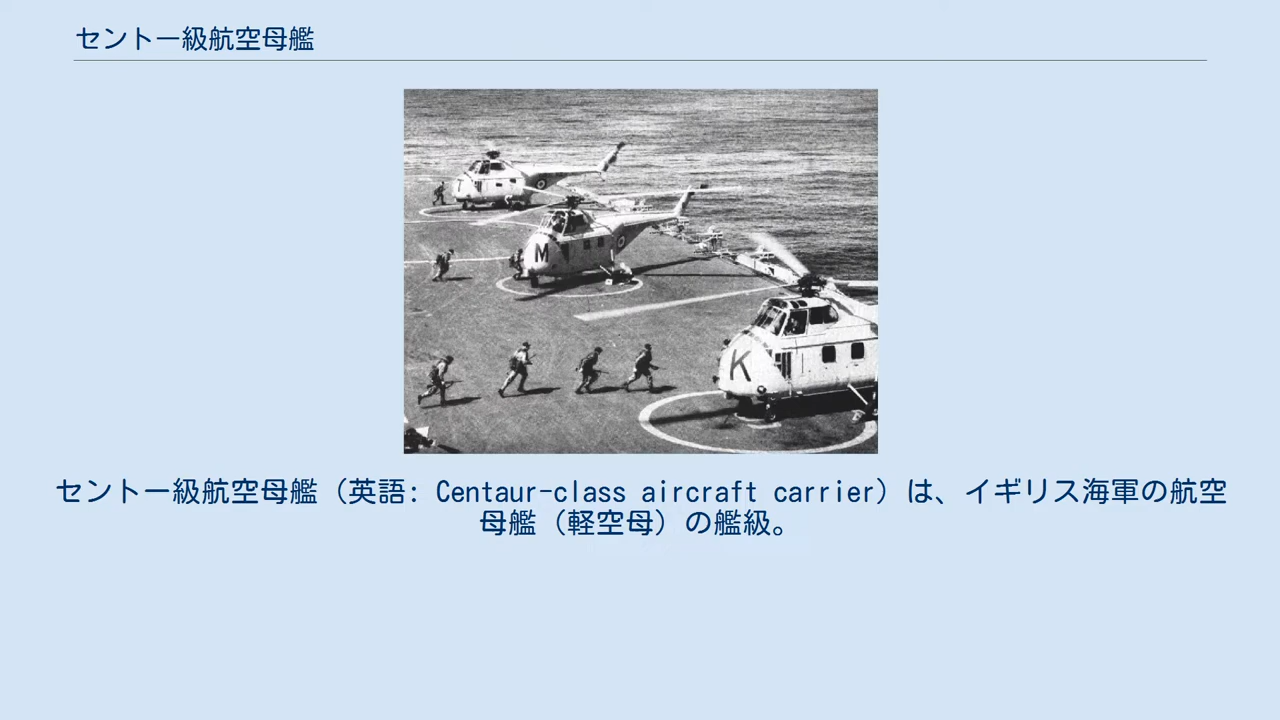 セントー級航空母艦
M
K
セントー級航空母艦（英語: Centaur-class aircraft carrier）は、イギリス海軍の航空
母艦（軽空母）の艦級。